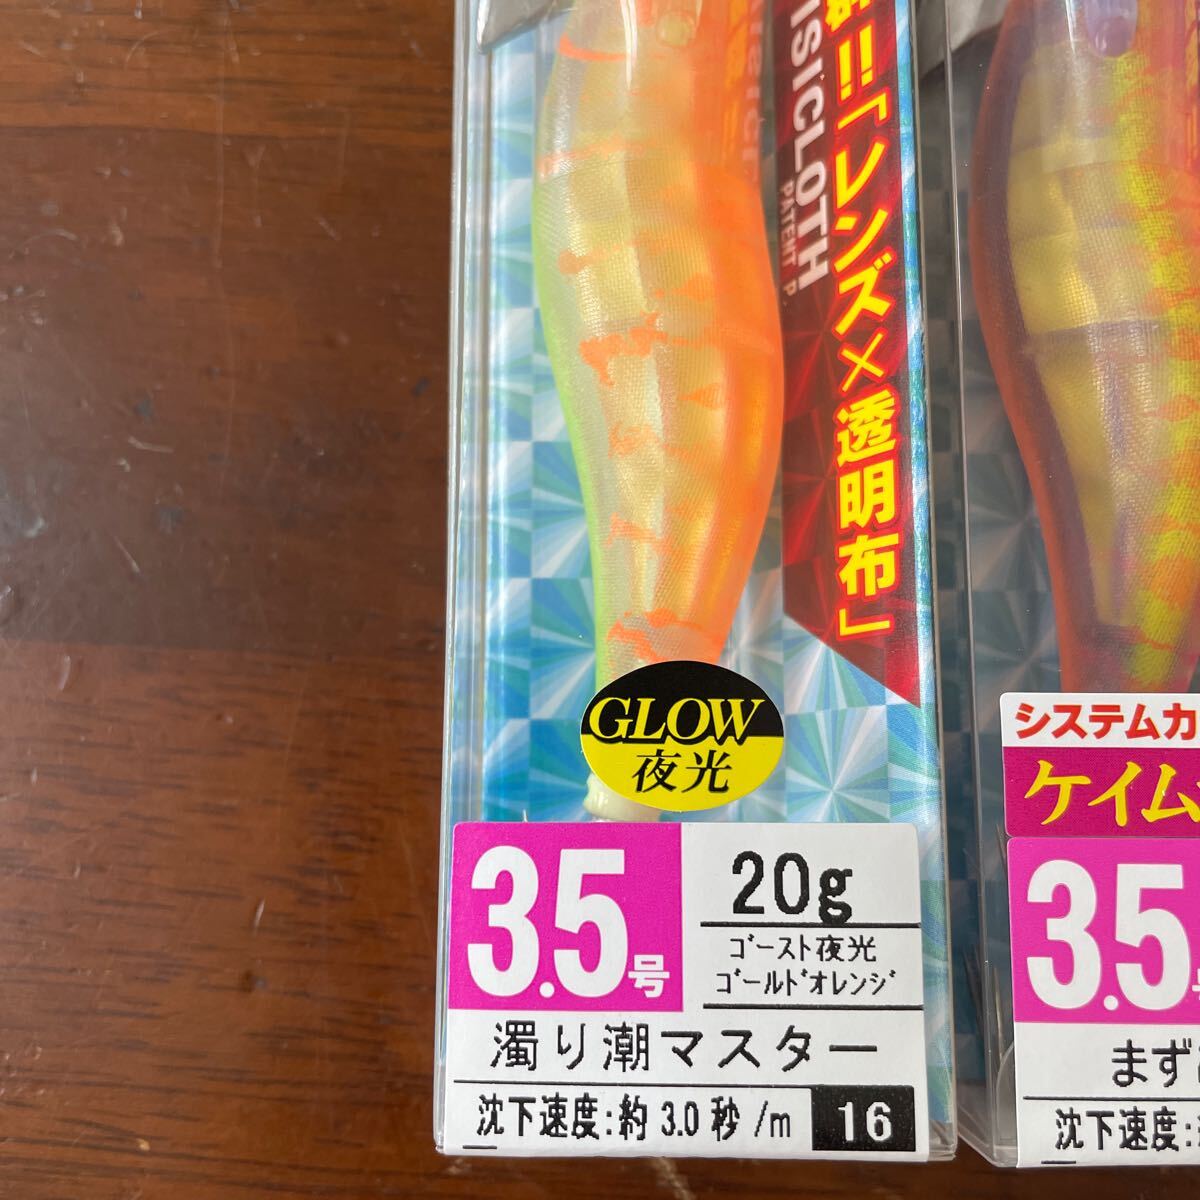 !!「レンズ×透明布」
ISICLOTH
PATENT P.
GLOW
夜光
3.5号
20g
ゴースト夜光
ゴールドオレンジ
濁り潮マスター
沈下速度:約3.0秒/m
16
システムカ
ケイム
3.5
まず
沈下速度: